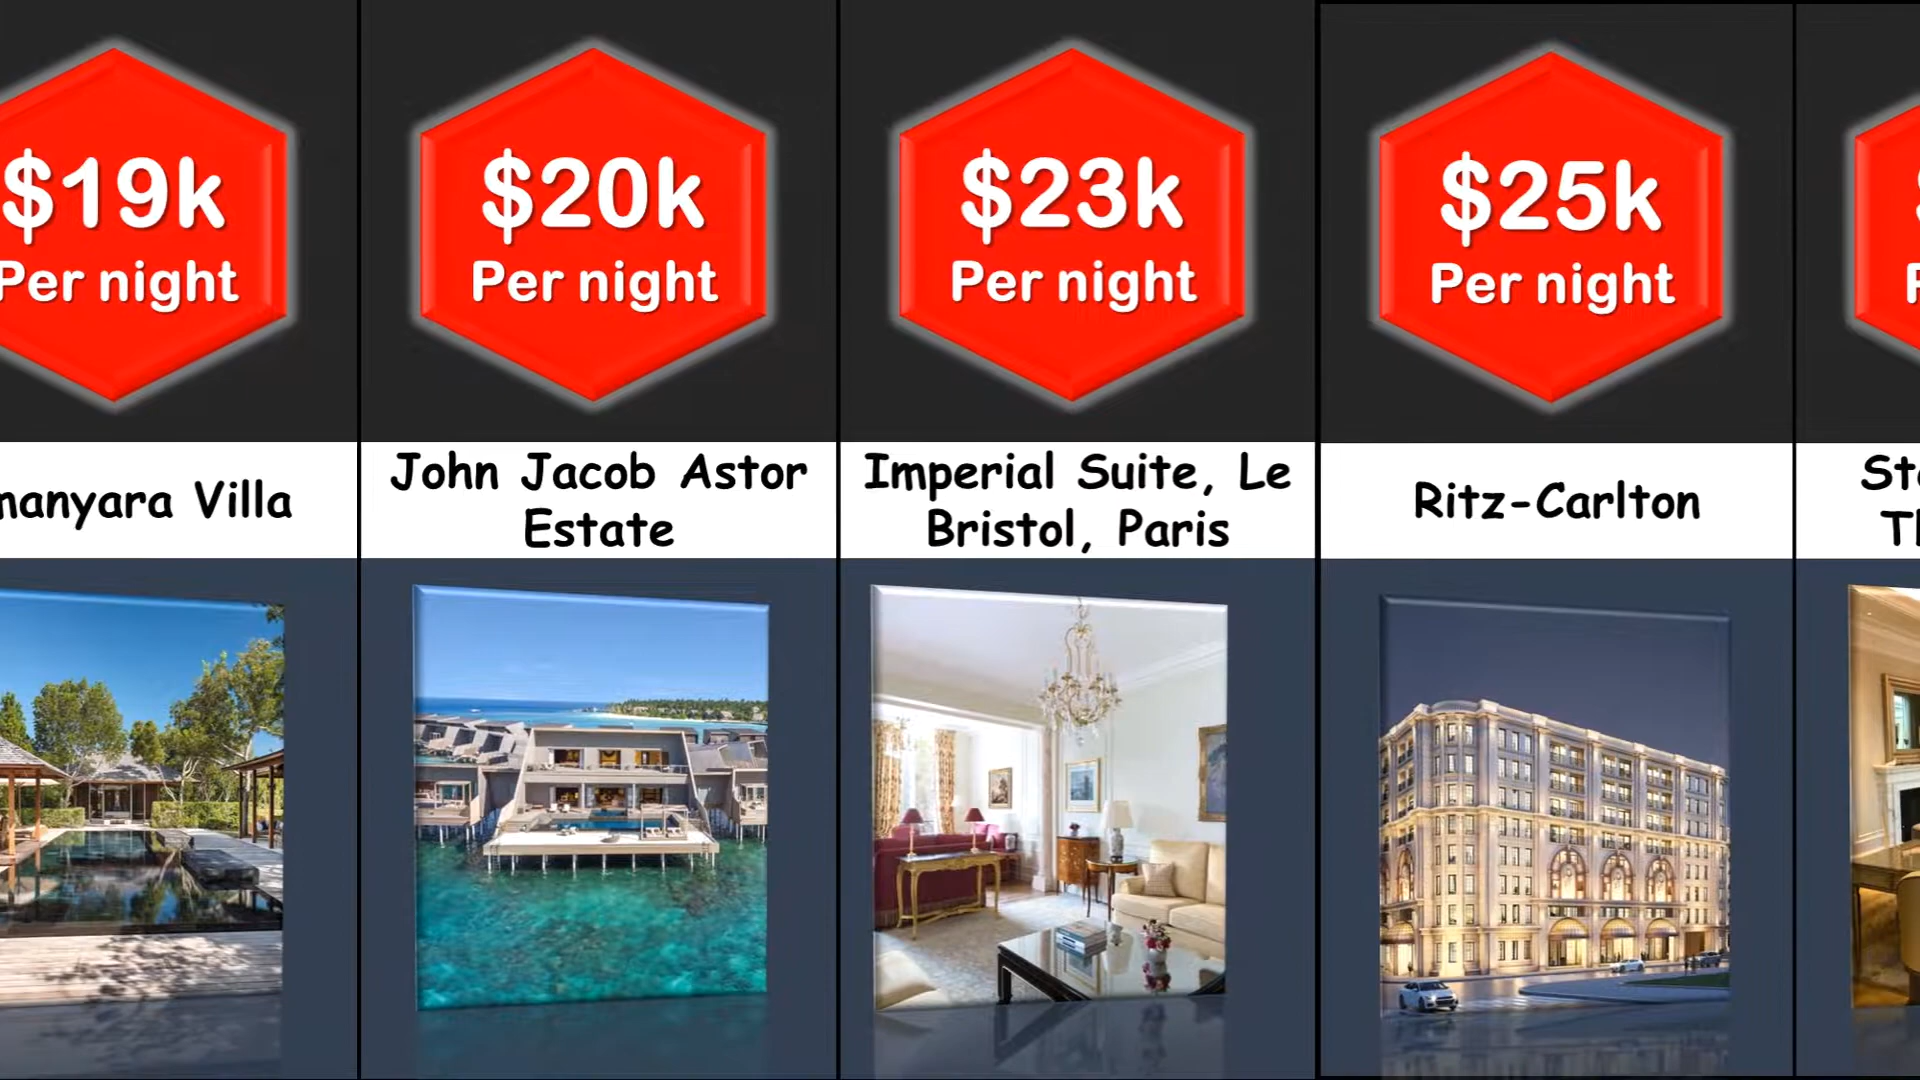 $19k
Per night
manyara Villa
$20k
Per night
John Jacob Astor
Estate
$23k
Per night
Imperial Suite, Le
Bristol, Paris
$25k
Per night
Ritz-Carlton